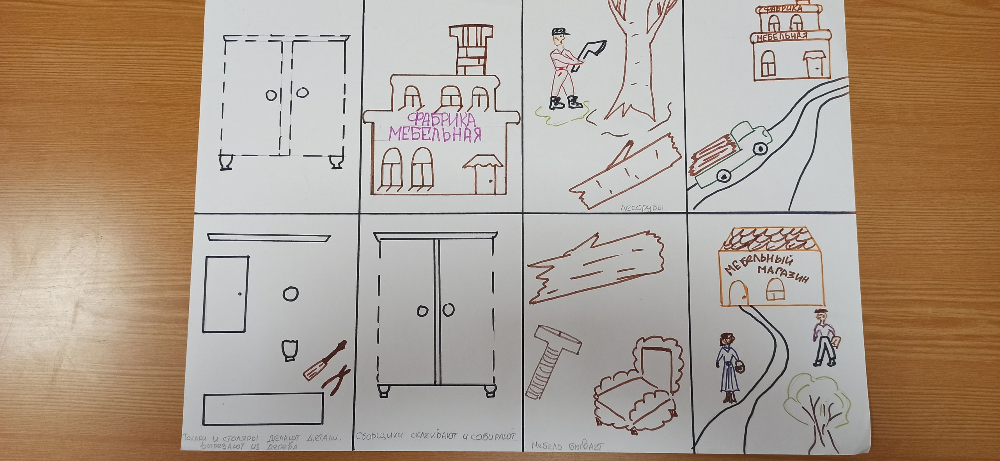 ФАБРИКА
МЕБЕЛЬНАЯ
Лесорубы
ФАБРИКА
МЕБЕЛЬНАЯ
Токари и столяры делают детали,
вырезают из дерева
Сборщики склеивают и собирают
Мебель бывает
МЕБЕЛЬНЫЙ
МАГАЗИН